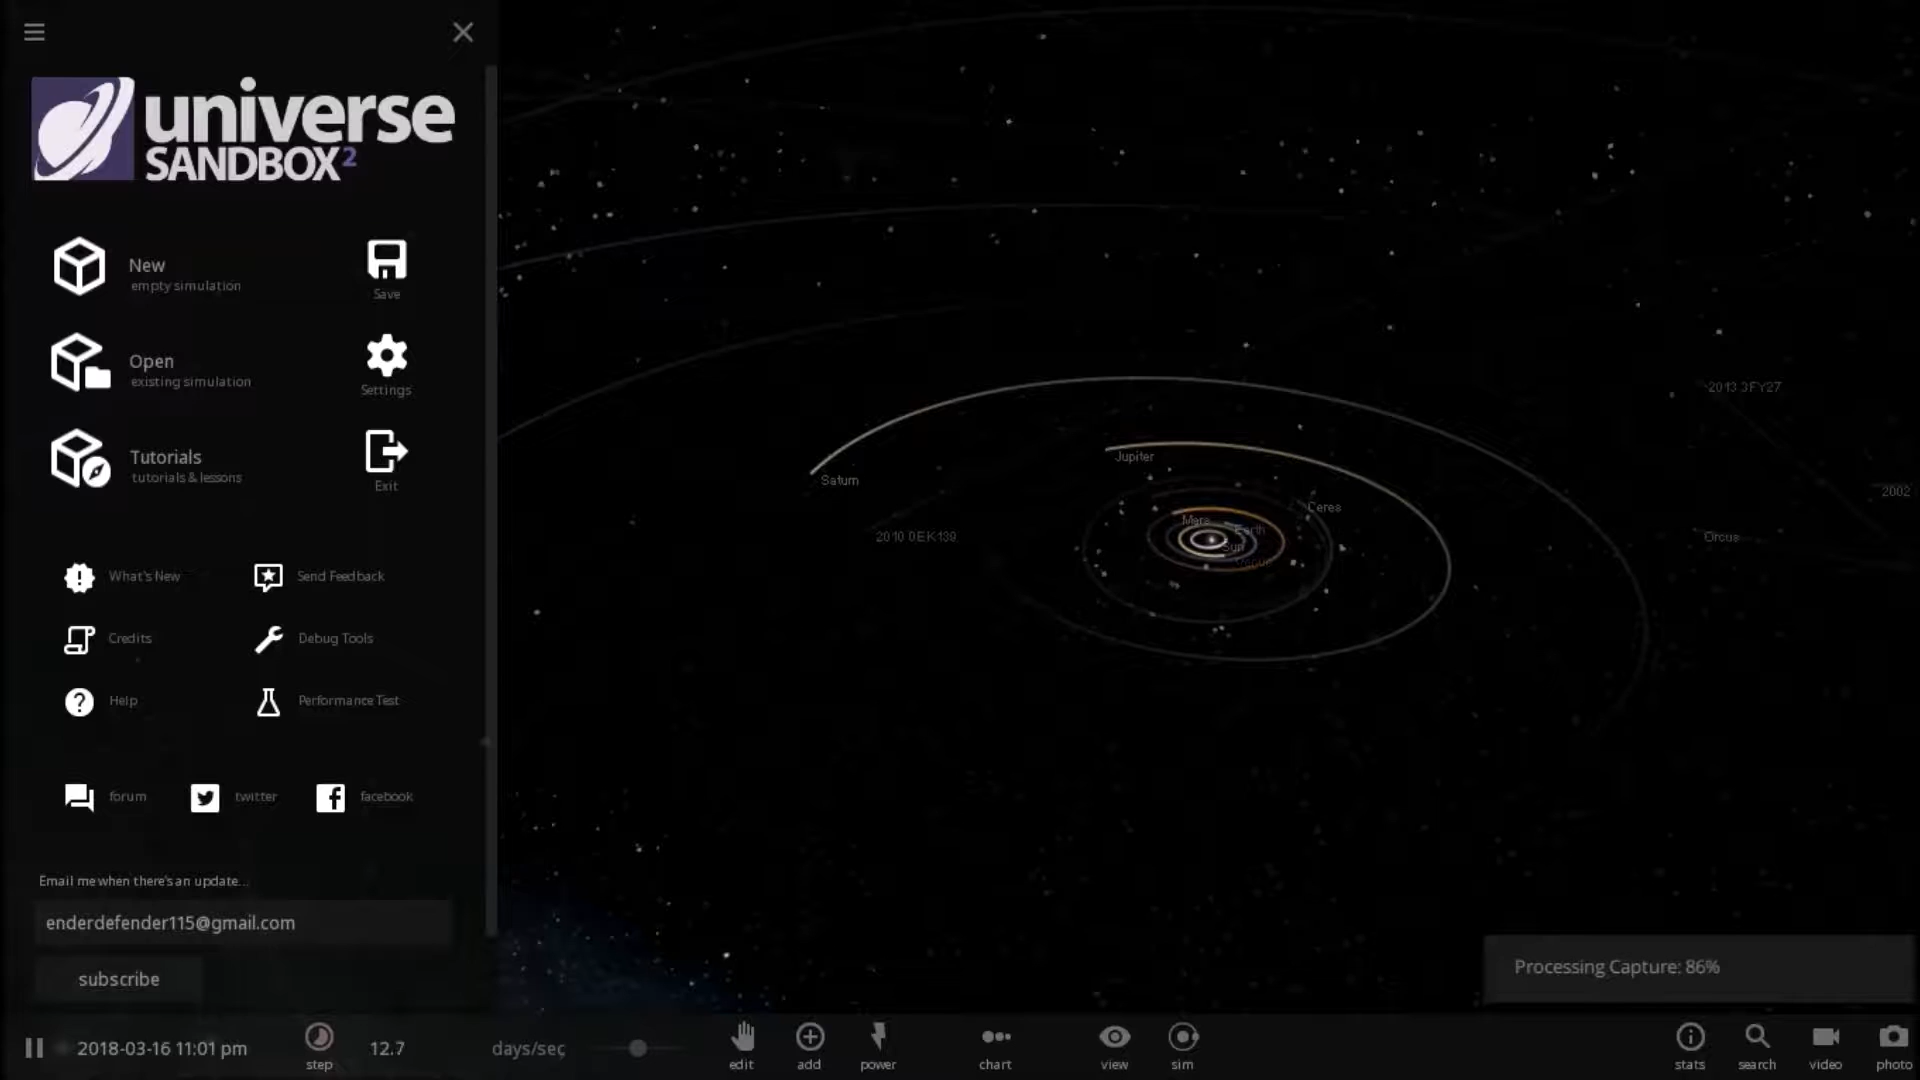 universe
SANDBOX²
New
empty simulation
Save
Open
existing simulation
Settings
Tutorials
tutorials & lessons
Exit
What's New
Send Feedback
Credits
Debug Tools
Help
Performance Test
forum
twitter
facebook
Email me when there's an update...
enderdefender115@gmail.com
subscribe
2013 3FY27
Jupiter
Saturn
2002
Ceres
Mars
Earth
2010 0EK139
Orcus
Sun
Venus
Processing Capture: 86%
2018-03-16 11:01 pm
step
12.7
days/sec
edit
add
power
chart
view
sim
stats
search
video
photo